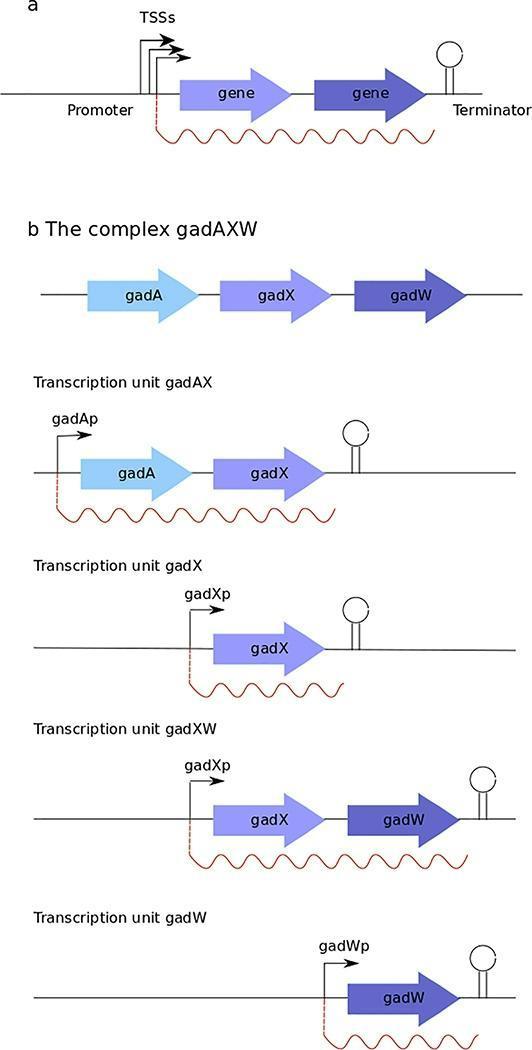 a
TSSs
gene
gene
Promoter
Terminator
b The complex gadAXW
gadA
gadX
gadW
Transcription unit gadAX
gadAp
gadA
gadX
Transcription unit gadX
gadXp
gadX
Transcription unit gadXW
gadXp
gadX
gadW
Transcription unit gadW
gadWp
gadW